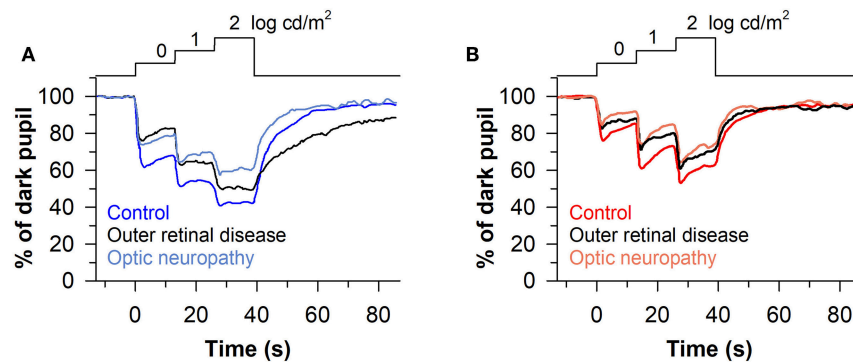 2 log cd/m²
1
0
A
100
80
60
40
20
0
% of dark pupil
Control
Outer retinal disease
Optic neuropathy
0 20 40 60 80
Time (s)
2 log cd/m²
1
0
B
100
80
60
40
20
0
% of dark pupil
Control
Outer retinal disease
Optic neuropathy
0 20 40 60 80
Time (s)